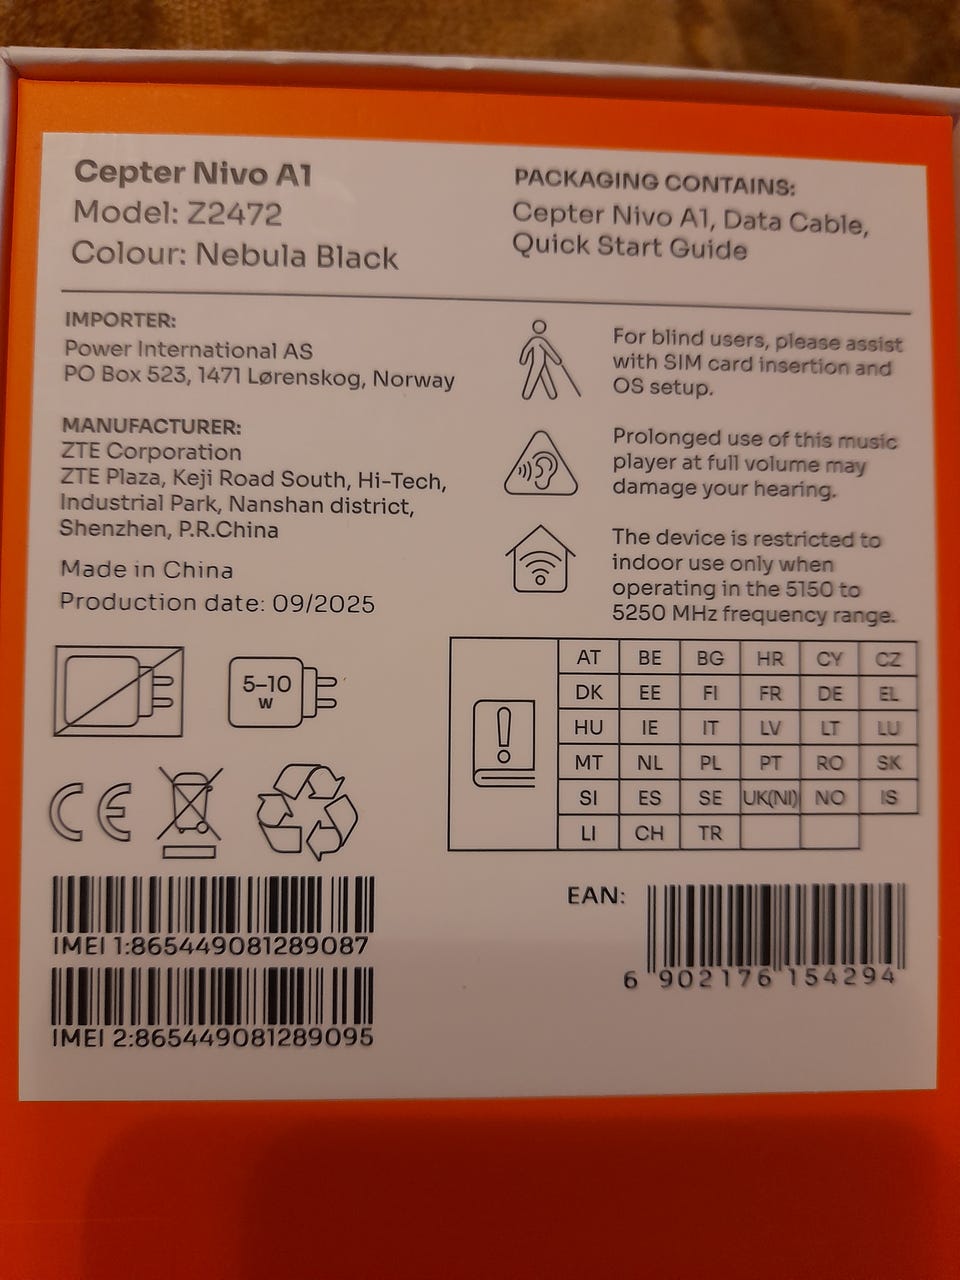 Cepter Nivo A1
Model: Z2472
Colour: Nebula Black
PACKAGING CONTAINS:
Cepter Nivo A1, Data Cable,
Quick Start Guide
IMPORTER:
Power International AS
PO Box 523, 1471 Lørenskog, Norway
MANUFACTURER:
ZTE Corporation
ZTE Plaza, Keji Road South, Hi-Tech,
Industrial Park, Nanshan district,
Shenzhen, P.R.China
Made in China
Production date: 09/2025
For blind users, please assist
with SIM card insertion and
OS setup.
Prolonged use of this music
player at full volume may
damage your hearing.
The device is restricted to
indoor use only when
operating in the 5150 to
5250 MHz frequency range.
5–10
W
CE
AT BE BG HR CY CZ
DK EE FI FR DE EL
HU IE IT LV LT LU
MT NL PL PT RO SK
SI ES SE UK(NI) NO IS
LI CH TR
IMEI 1:865449081289087
IMEI 2:865449081289095
EAN:
6 902176 154294